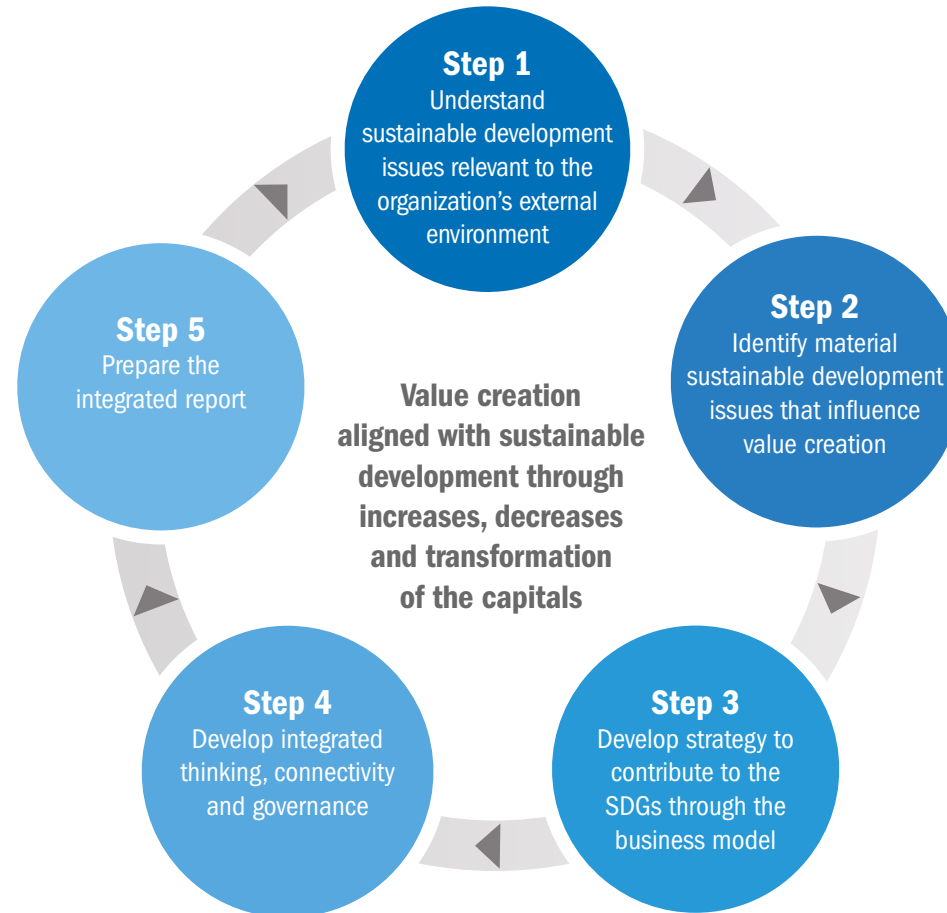 Step 1
Understand
sustainable development
issues relevant to the
organization's external
environment
Step 2
Identify material
sustainable development
issues that influence
value creation
Step 3
Develop strategy to
contribute to the
SDGs through the
business model
Step 4
Develop integrated
thinking, connectivity
and governance
Step 5
Prepare the
integrated report
Value creation
aligned with sustainable
development through
increases, decreases
and transformation
of the capitals